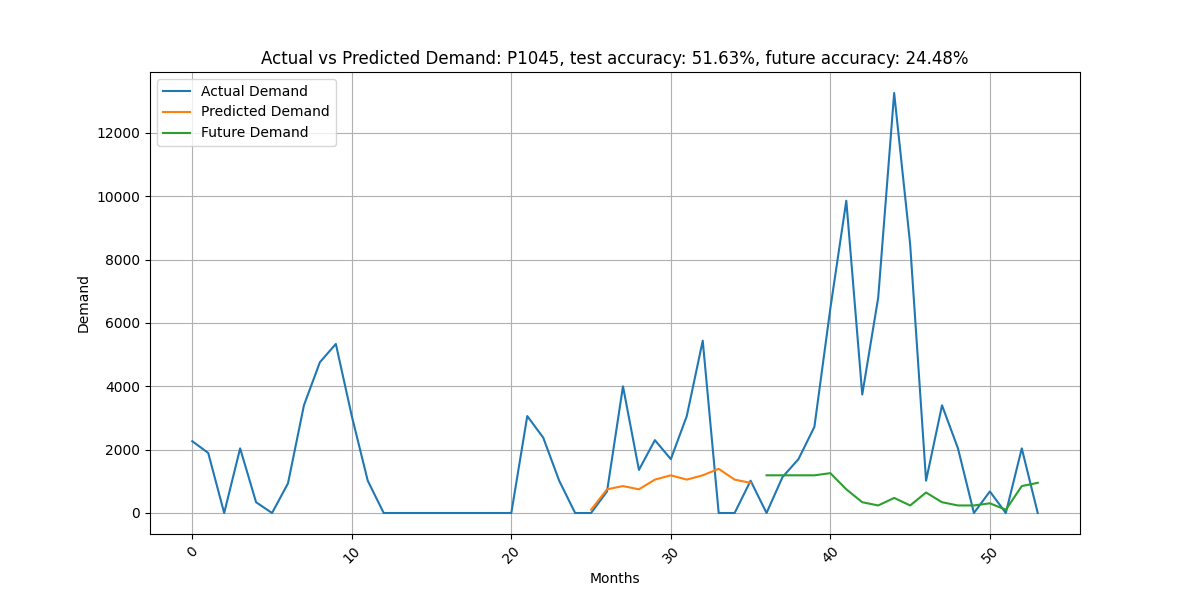 Actual vs Predicted Demand: P1045, test accuracy: 51.63%, future accuracy: 24.48%
Actual Demand
Predicted Demand
Future Demand
12000
10000
8000
6000
4000
2000
0
Demand
0
10
20
30
40
50
Months